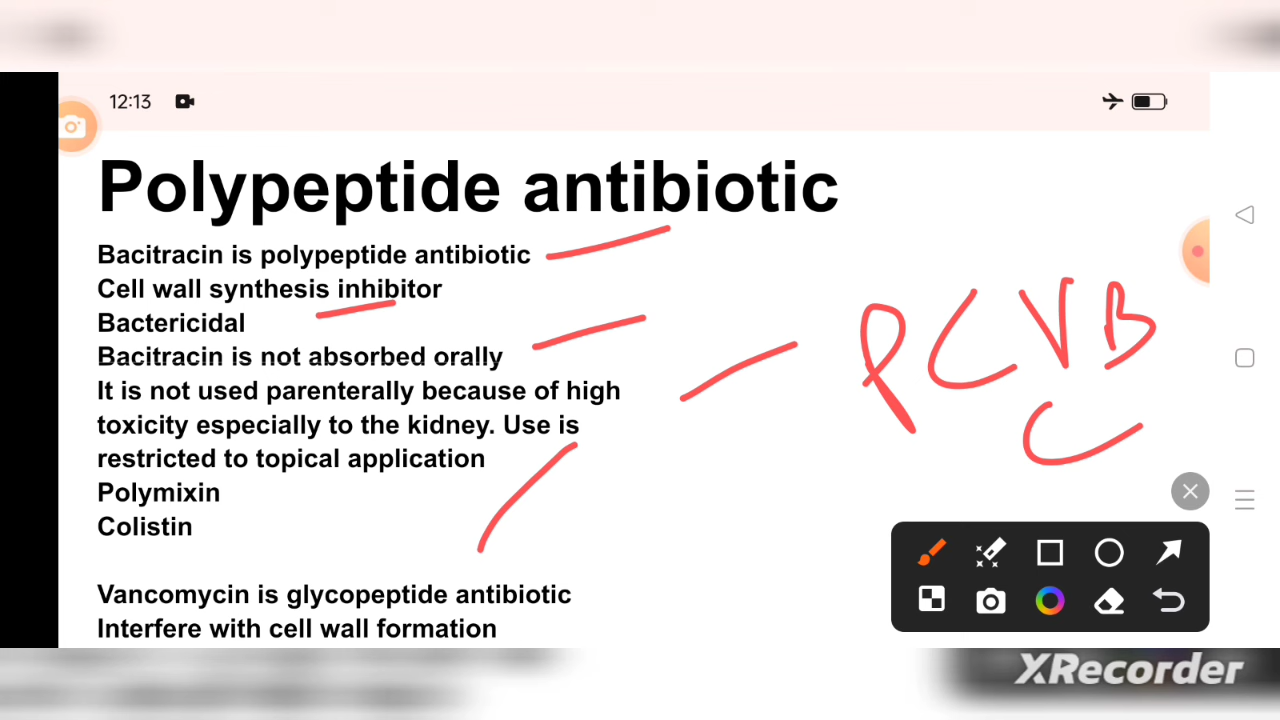 12:13
Polypeptide antibiotic
Bacitracin is polypeptide antibiotic
Cell wall synthesis inhibitor
Bactericidal
Bacitracin is not absorbed orally
It is not used parenterally because of high
toxicity especially to the kidney. Use is
restricted to topical application
Polymixin
Colistin
Vancomycin is glycopeptide antibiotic
Interfere with cell wall formation
P C V B
C
XRecorder